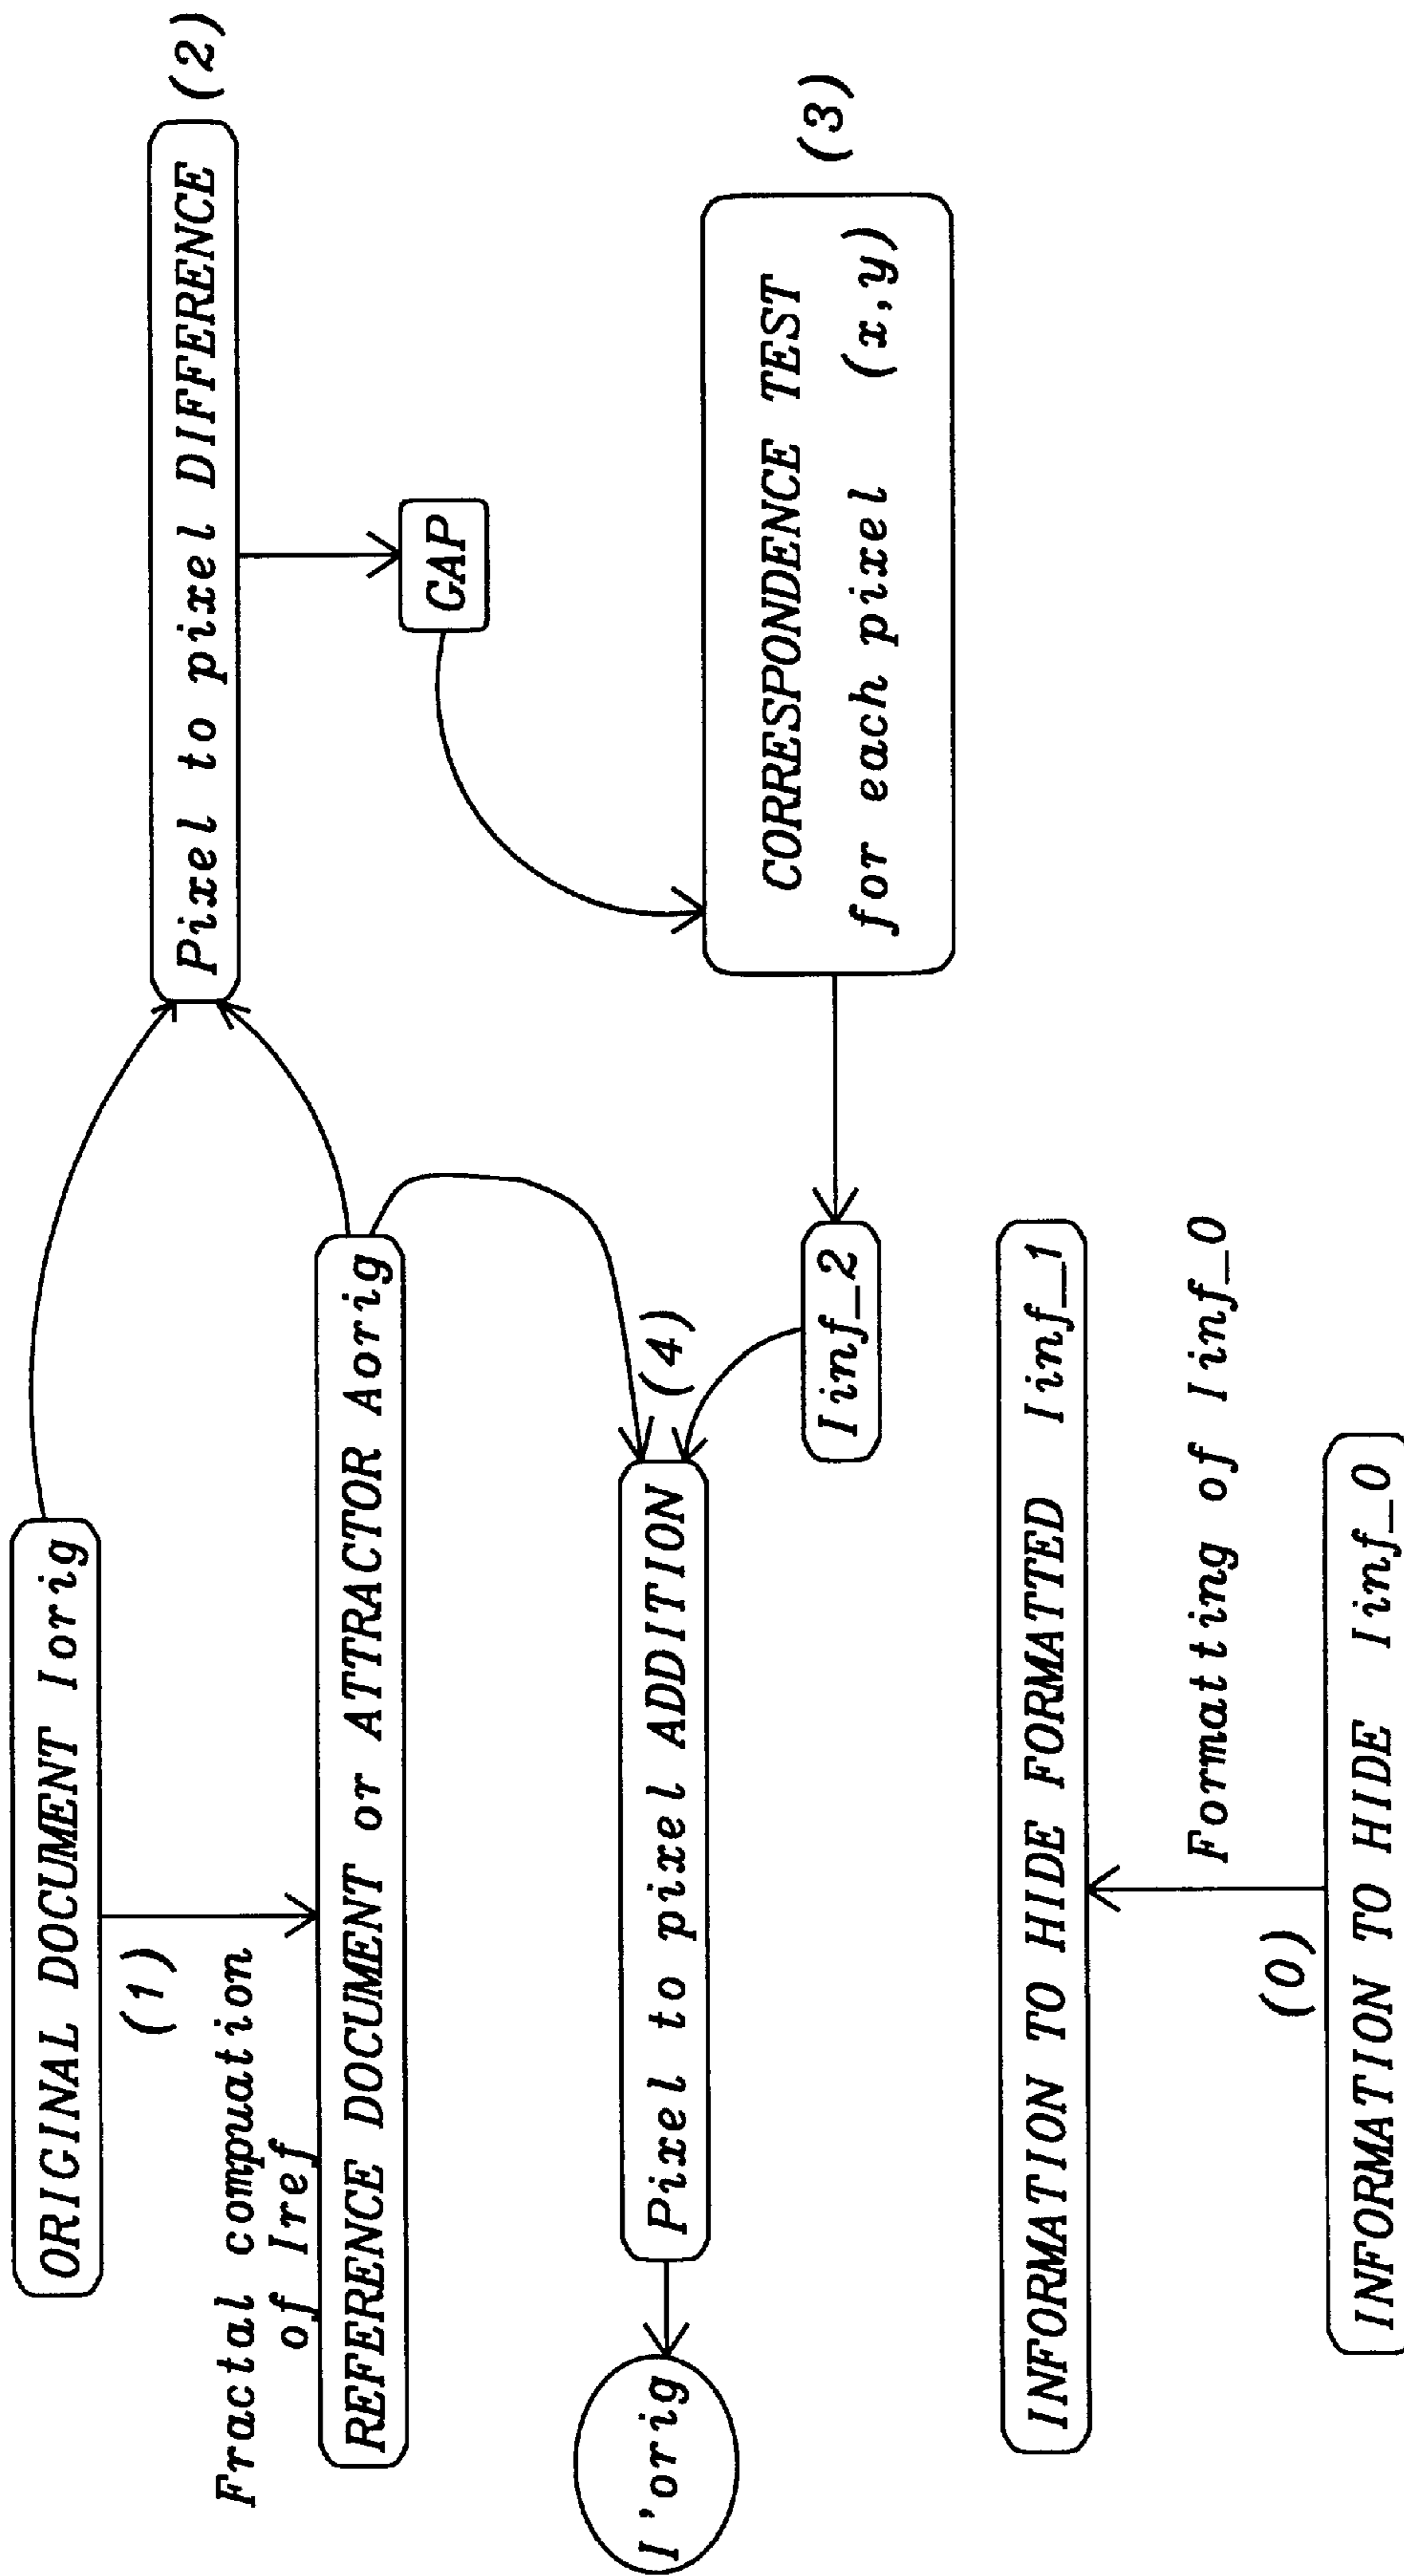 ORIGINAL DOCUMENT Iorig
(1)
Fractal compuation
of Iref
REFERENCE DOCUMENT or ATTRACTOR Aorig
Pixel to pixel DIFFERENCE
(2)
GAP
CORRESPONDENCE TEST
for each pixel (x,y)
(3)
Iinf_2
(4)
Pixel to pixel ADDITION
I'orig
INFORMATION TO HIDE FORMATTED Iinf_1
Formatting of Iinf_0
(0)
INFORMATION TO HIDE Iinf_0